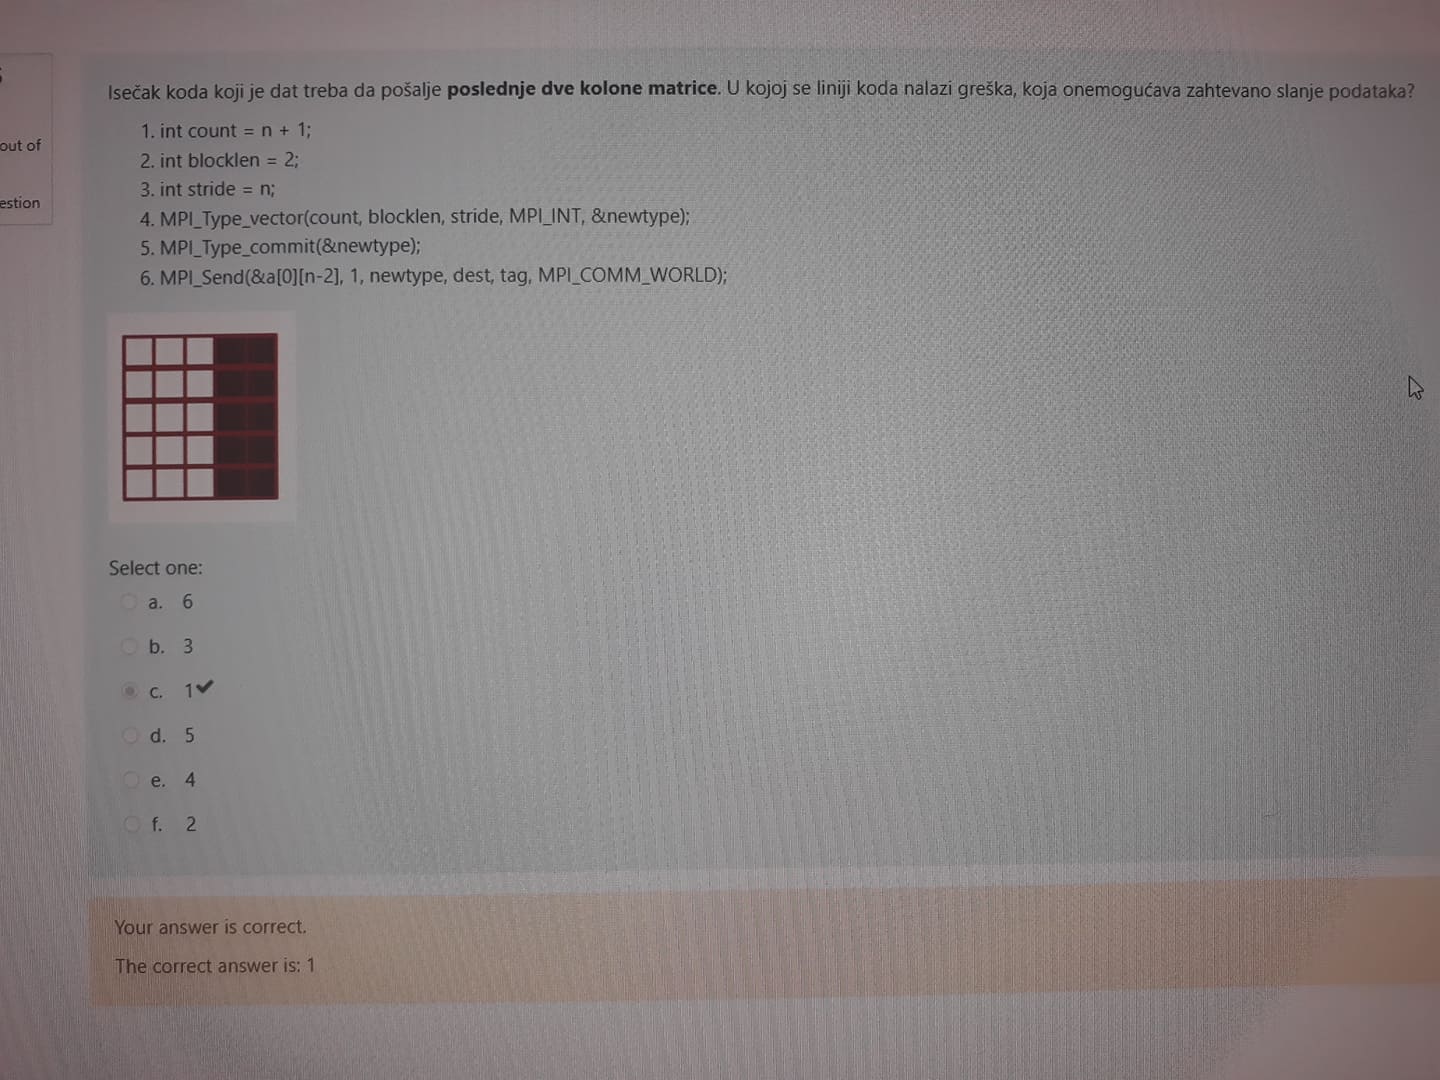 out of
estion
Isečak koda koji je dat treba da pošalje poslednje dve kolone matrice. U kojoj se liniji koda nalazi greška, koja onemogućava zahtevano slanje podataka?
1. int count = n + 1;
2. int blocklen = 2;
3. int stride = n;
4. MPI_Type_vector(count, blocklen, stride, MPI_INT, &newtype);
5. MPI_Type_commit(&newtype);
6. MPI_Send(&a[0][n-2], 1, newtype, dest, tag, MPI_COMM_WORLD);
Select one:
a. 6
b. 3
c. 1✔
d. 5
e. 4
f. 2
Your answer is correct.
The correct answer is: 1